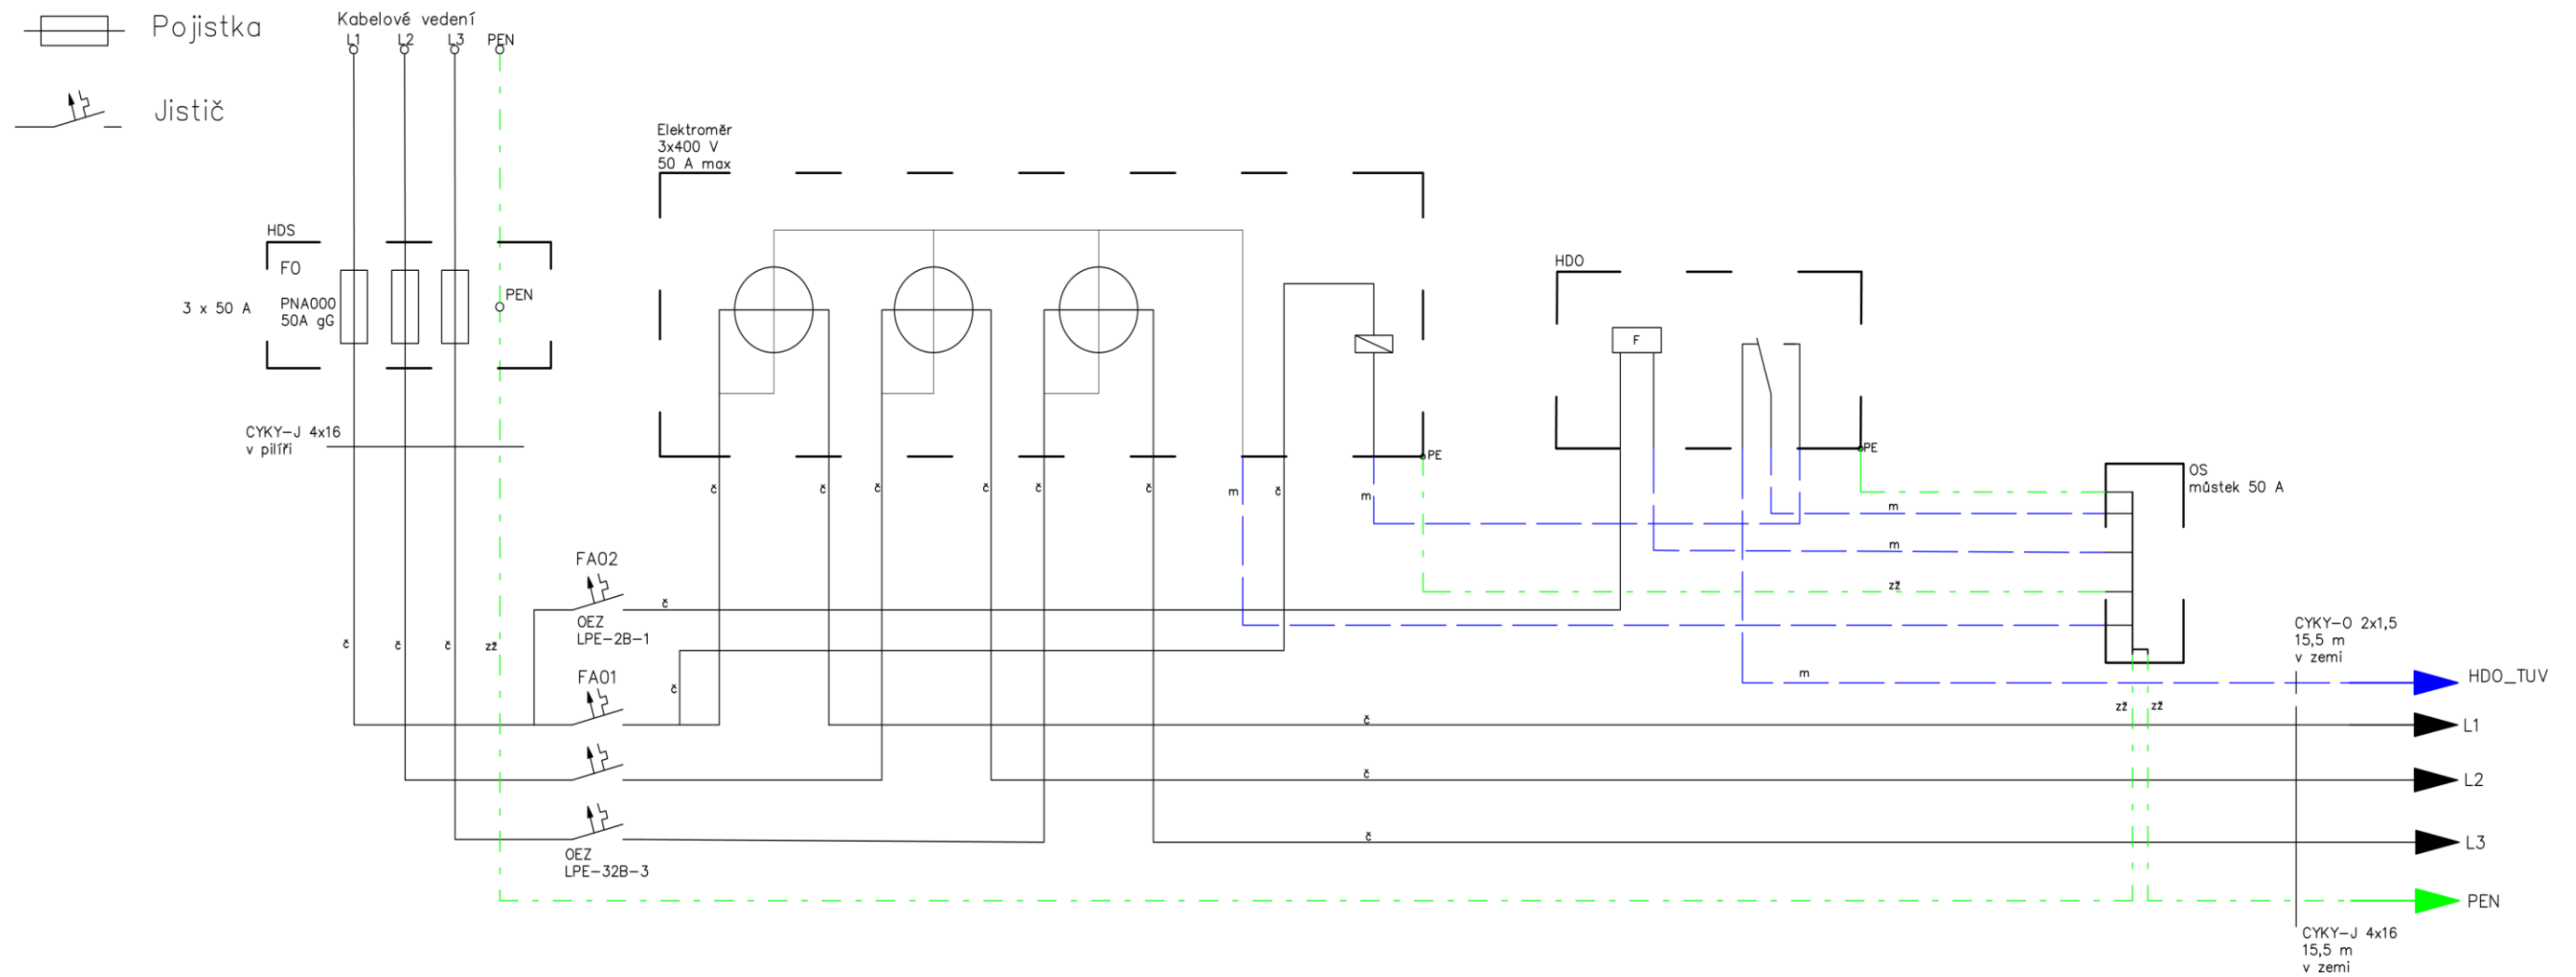 Pojistka
Jistič
Kabelové vedení
L1 L2 L3 PEN
Elektroměr
3x400 V
50 A max
HDS
FO
3 x 50 A
PNA000
50A gG
PEN
HDO
F
CYKY-J 4x16
v pilíři
PE
PE
OS
můstek 50 A
č č č č č č m č m
m
m
FA02
zž
č
OEZ
LPE-2B-1
č č č zž
CYKY-O 2x1,5
15,5 m
v zemi
FA01
č
m
HDO_TUV
zž zž
č
L1
č
L2
č
L3
OEZ
LPE-32B-3
PEN
CYKY-J 4x16
15,5 m
v zemi